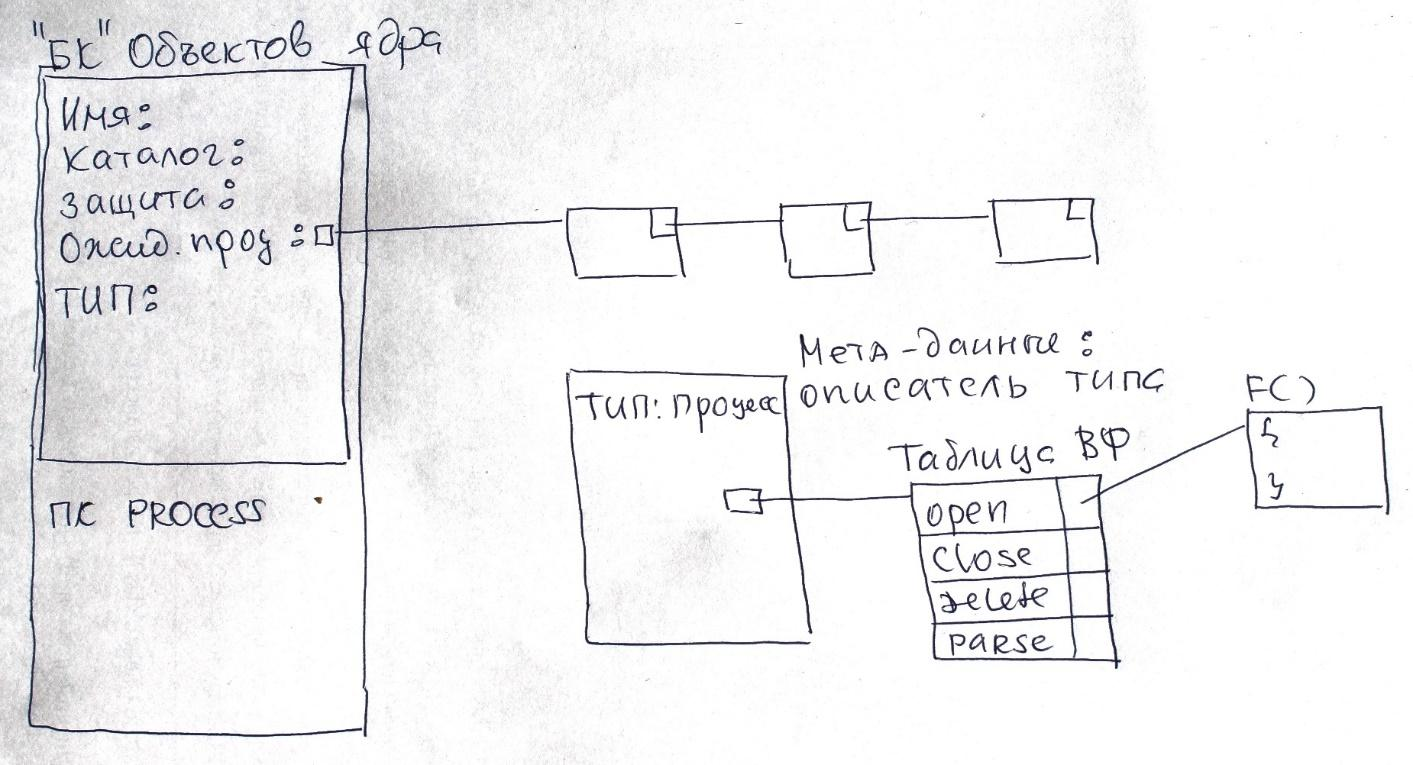 "БК" Объектов ядра
Имя:
Каталог:
Защита:
Ожид. проц:
ТИП:
ПК PROCESS
Мета-данные:
описатель типа
ТИП: Процесс
Таблица ВФ
open
close
delete
parse
F()
{
}